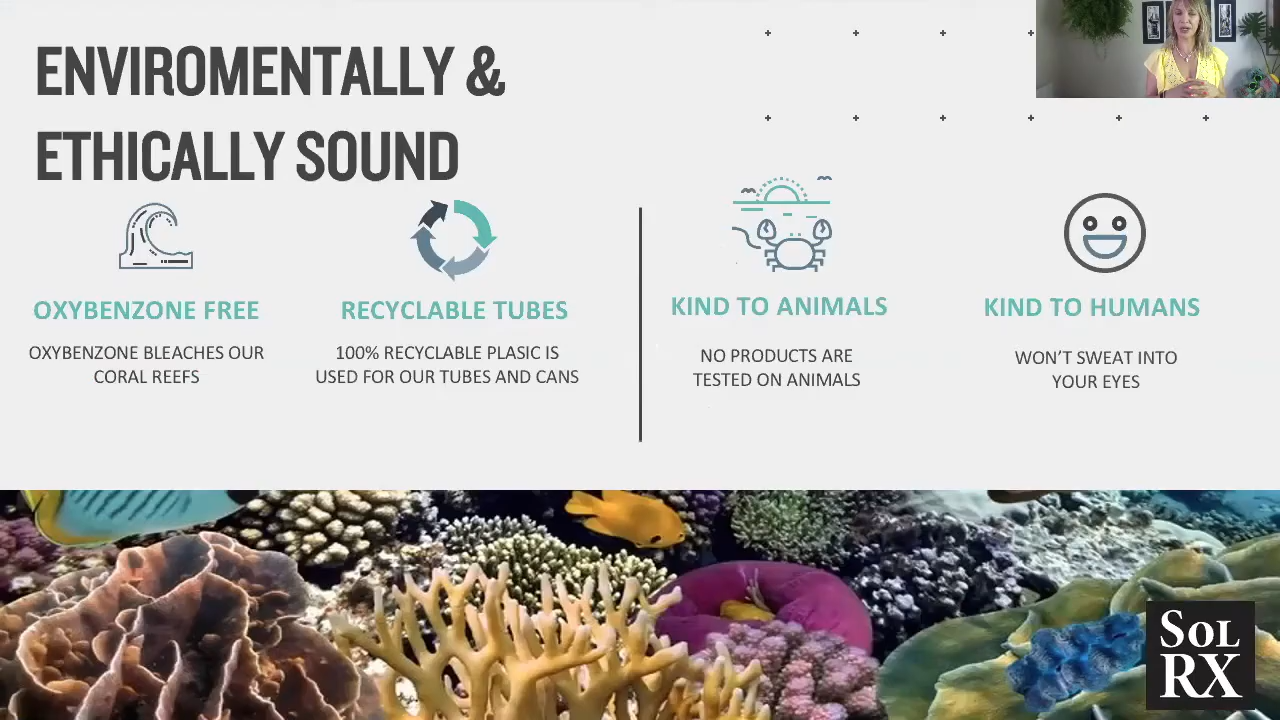 ENVIROMENTALLY &
ETHICALLY SOUND
OXYBENZONE FREE
OXYBENZONE BLEACHES OUR
CORAL REEFS
RECYCLABLE TUBES
100% RECYCLABLE PLASIC IS
USED FOR OUR TUBES AND CANS
KIND TO ANIMALS
NO PRODUCTS ARE
TESTED ON ANIMALS
KIND TO HUMANS
WON'T SWEAT INTO
YOUR EYES
SOL
RX